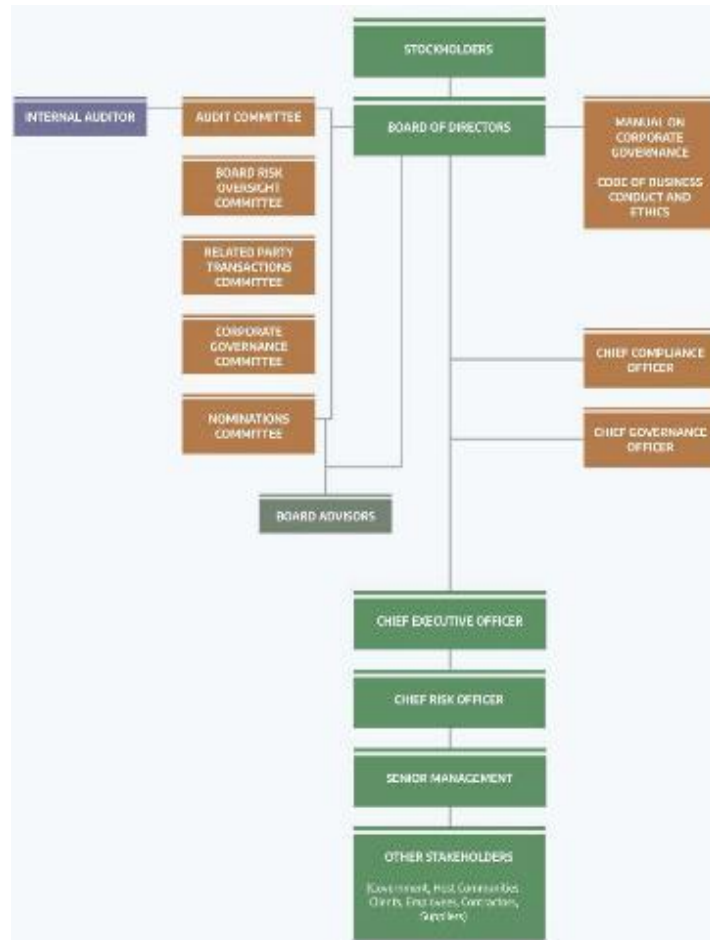 STOCKHOLDERS
INTERNAL AUDITOR
AUDIT COMMITTEE
BOARD OF DIRECTORS
MANUAL ON
CORPORATE
GOVERNANCE
CODE OF BUSINESS
CONDUCT AND
ETHICS
BOARD RISK
OVERSIGHT
COMMITTEE
RELATED PARTY
TRANSACTIONS
COMMITTEE
CORPORATE
GOVERNANCE
COMMITTEE
CHIEF COMPLIANCE
OFFICER
NOMINATIONS
COMMITTEE
CHIEF GOVERNANCE
OFFICER
BOARD ADVISORS
CHIEF EXECUTIVE OFFICER
CHIEF RISK OFFICER
SENIOR MANAGEMENT
OTHER STAKEHOLDERS
(Government, Host Communities
Clients, Employees, Contractors,
Suppliers)